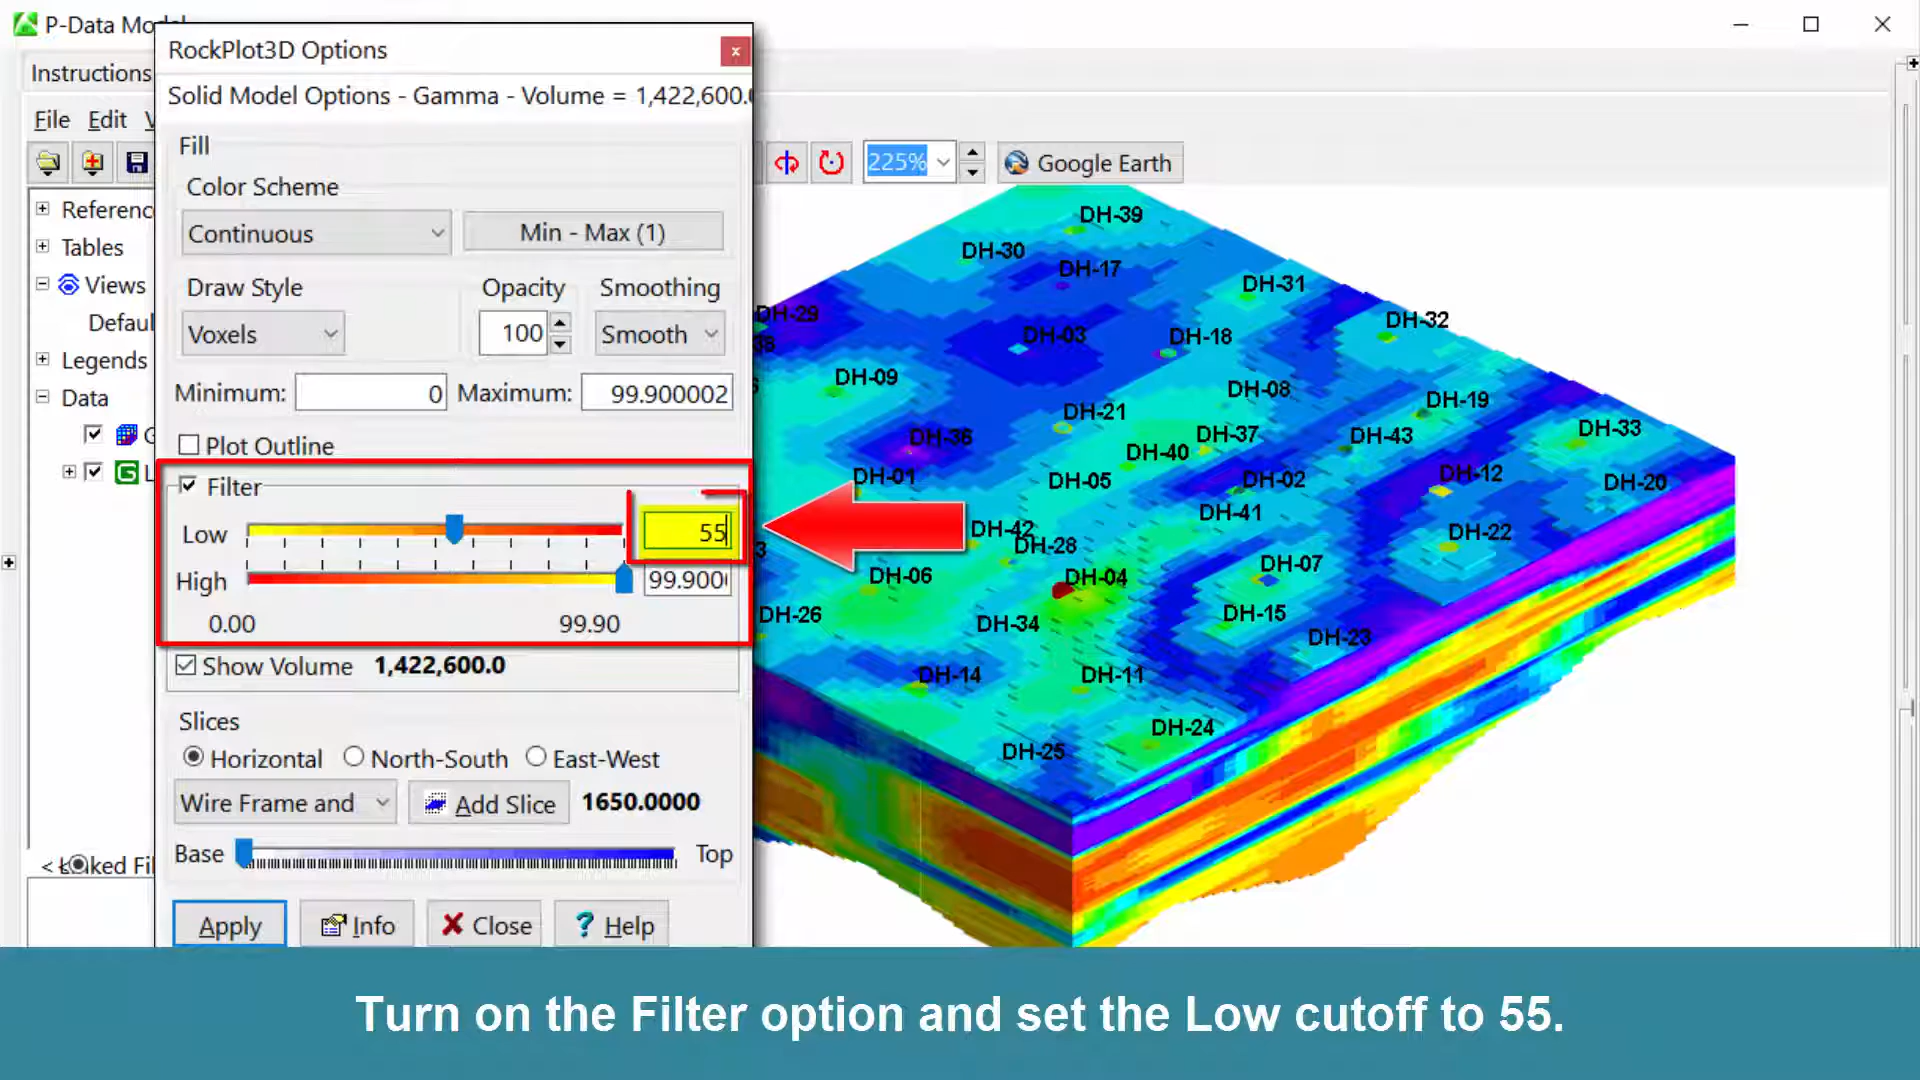 P-Data Model
RockPlot3D Options
x
Instructions
Solid Model Options - Gamma - Volume = 1,422,600.
File Edit V
Fill
Color Scheme
Continuous
Min - Max (1)
225%
Google Earth
Reference
Tables
Views
Defaul
Legends
Data
G
L
Draw Style
Opacity
Smoothing
Voxels
100
Smooth
Minimum: 0 Maximum: 99.900002
Plot Outline
Filter
Low
55
High
99.900
0.00
99.90
Show Volume 1,422,600.0
Slices
Horizontal North-South East-West
Wire Frame and
Add Slice
1650.0000
Base
Top
Apply
Info
Close
Help
DH-39
DH-30
DH-17
DH-31
DH-29
DH-32
38
DH-03
DH-18
DH-09
DH-08
DH-19
DH-21
DH-36
DH-37
DH-43
DH-33
DH-40
DH-01
DH-05
DH-02
DH-12
DH-20
DH-41
DH-42
DH-22
3
DH-28
DH-07
DH-06
DH-04
DH-26
DH-34
DH-15
DH-23
DH-14
DH-11
DH-24
DH-25
Turn on the Filter option and set the Low cutoff to 55.